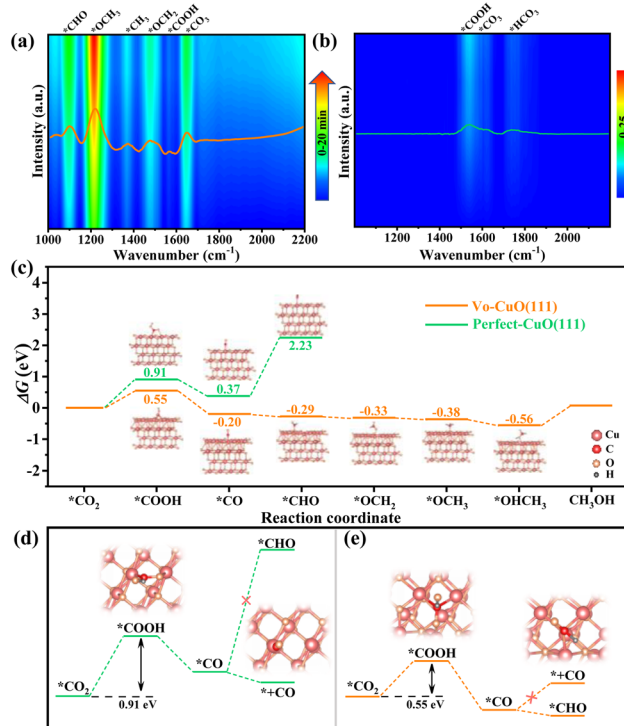 *CHO
*OCH₃
*CH₃
*OCH₂
*COOH
*CO₃
(a)
Intensity (a.u.)
0-20 min
1000 1200 1400 1600 2000 2200
Wavenumber (cm⁻¹)
*COOH
*CO₃
*HCO₃
(b)
Intensity (a.u.)
0-25
1200 1400 1600 1800 2000
Wavenumber (cm⁻¹)
(c)
ΔG (eV)
5
4
3
2
1
0
-1
-2
Vo-CuO(111)
Perfect-CuO(111)
0.91
0.55
0.37
-0.20
2.23
-0.29
-0.33
-0.38
-0.56
Cu
C
O
H
*CO₂ *COOH *CO *CHO *OCH₂ *OCH₃ *OHCH₃ CH₃OH
Reaction coordinate
(d)
*CHO
*COOH
*CO₂
*CO
*+CO
0.91 eV
(e)
*COOH
*+CO
*CO₂
*CO
*CHO
0.55 eV